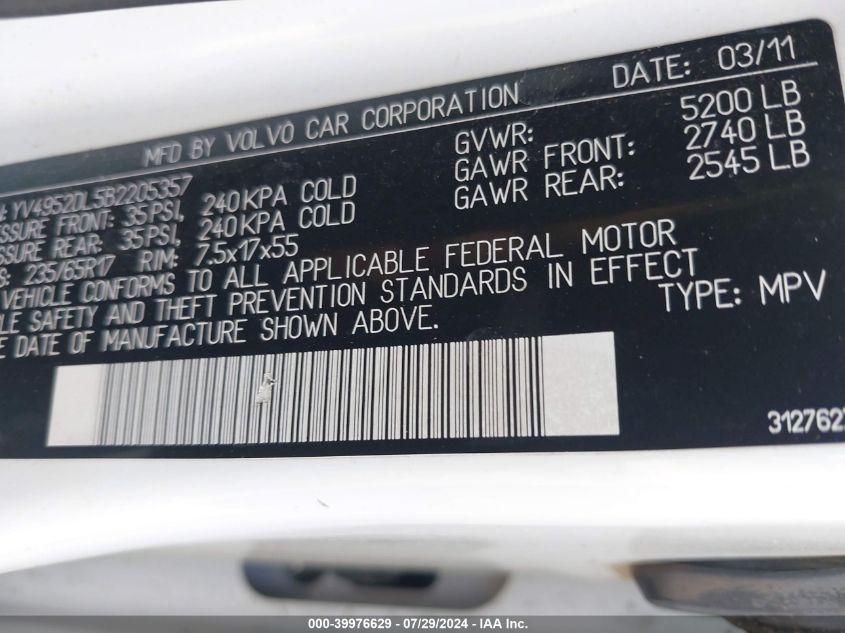 MFD BY VOLVO CAR CORPORATION DATE: 03/11
GVWR: 5200 LB
GAWR FRONT: 2740 LB
GAWR REAR: 2545 LB
YV4952DL5B2205357
SSURE FRONT: 35PSI, 240KPA COLD
SSURE REAR: 35PSI, 240KPA COLD
S: 235/65R17 RIM: 7.5x17x55
VEHICLE CONFORMS TO ALL APPLICABLE FEDERAL MOTOR
LE SAFETY AND THEFT PREVENTION STANDARDS IN EFFECT
E DATE OF MANUFACTURE SHOWN ABOVE. TYPE: MPV
3127627
000-39976629 - 07/29/2024 - IAA Inc.